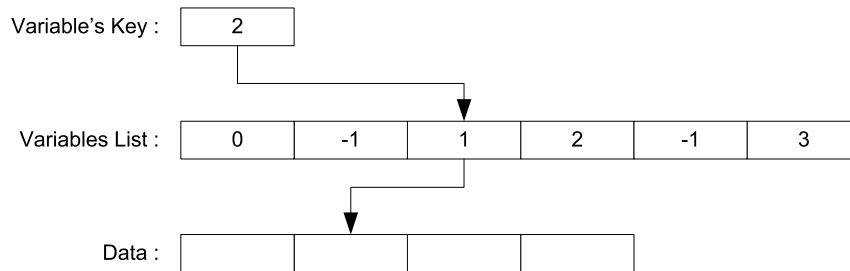 Variable's Key : 2
Variables List : 0 -1 1 2 -1 3
Data :